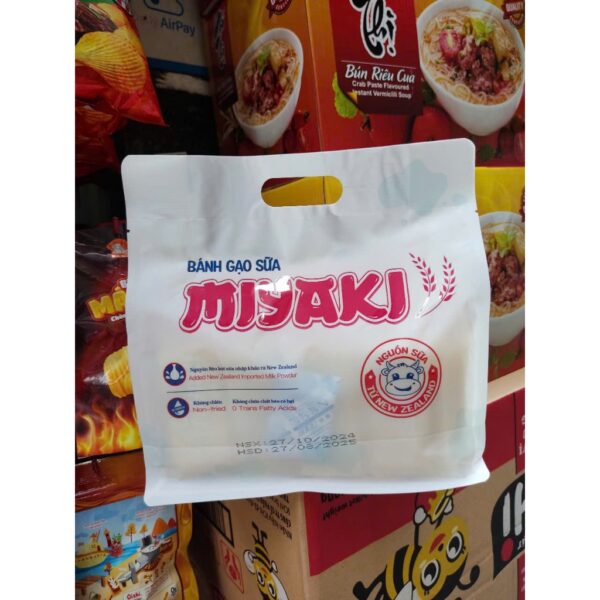 AirPay
Thị
Bún Riêu Cua
Crab Paste Flavoured
Instant Vermicilli Soup
BÁNH GẠO SỮA
MIYAKI
Nguyên liệu bột sữa nhập khẩu từ New Zealand
Added New Zealand Imported Milk Powder
Không chiên
Non-fried
Không chứa chất béo có hại
0 Trans Fatty Acids
NGUỒN SỮA
TỪ NEW ZEALAND
NSX:27/10/2024
HSD:27/08/2025
Oishi